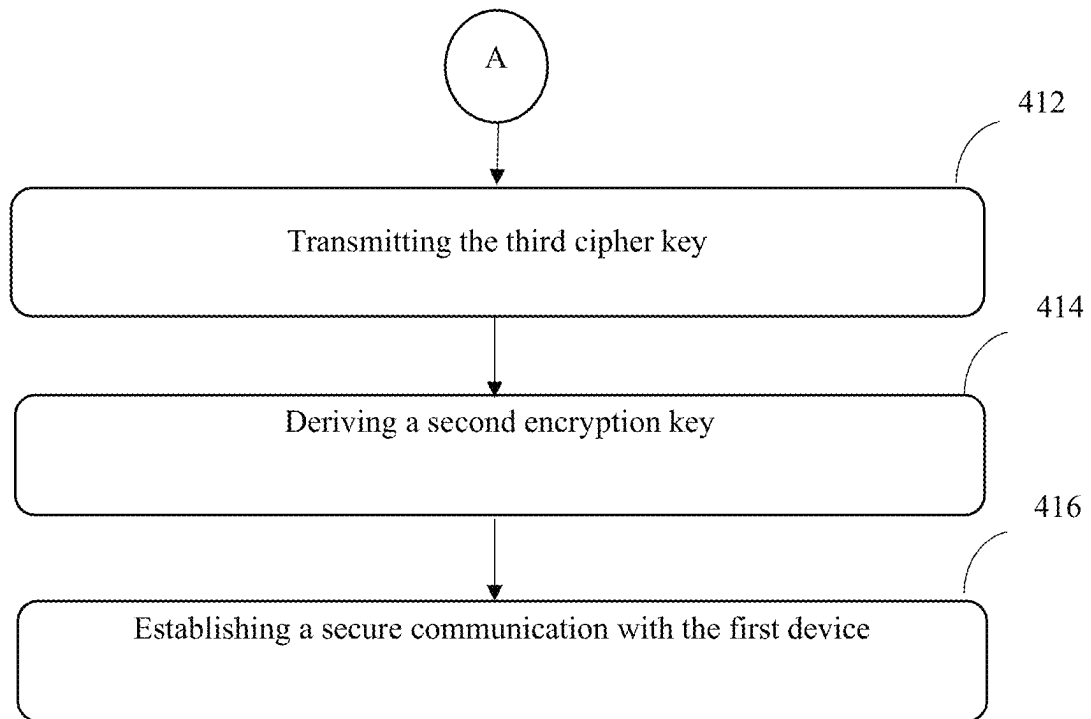 A
412
Transmitting the third cipher key
414
Deriving a second encryption key
416
Establishing a secure communication with the first device